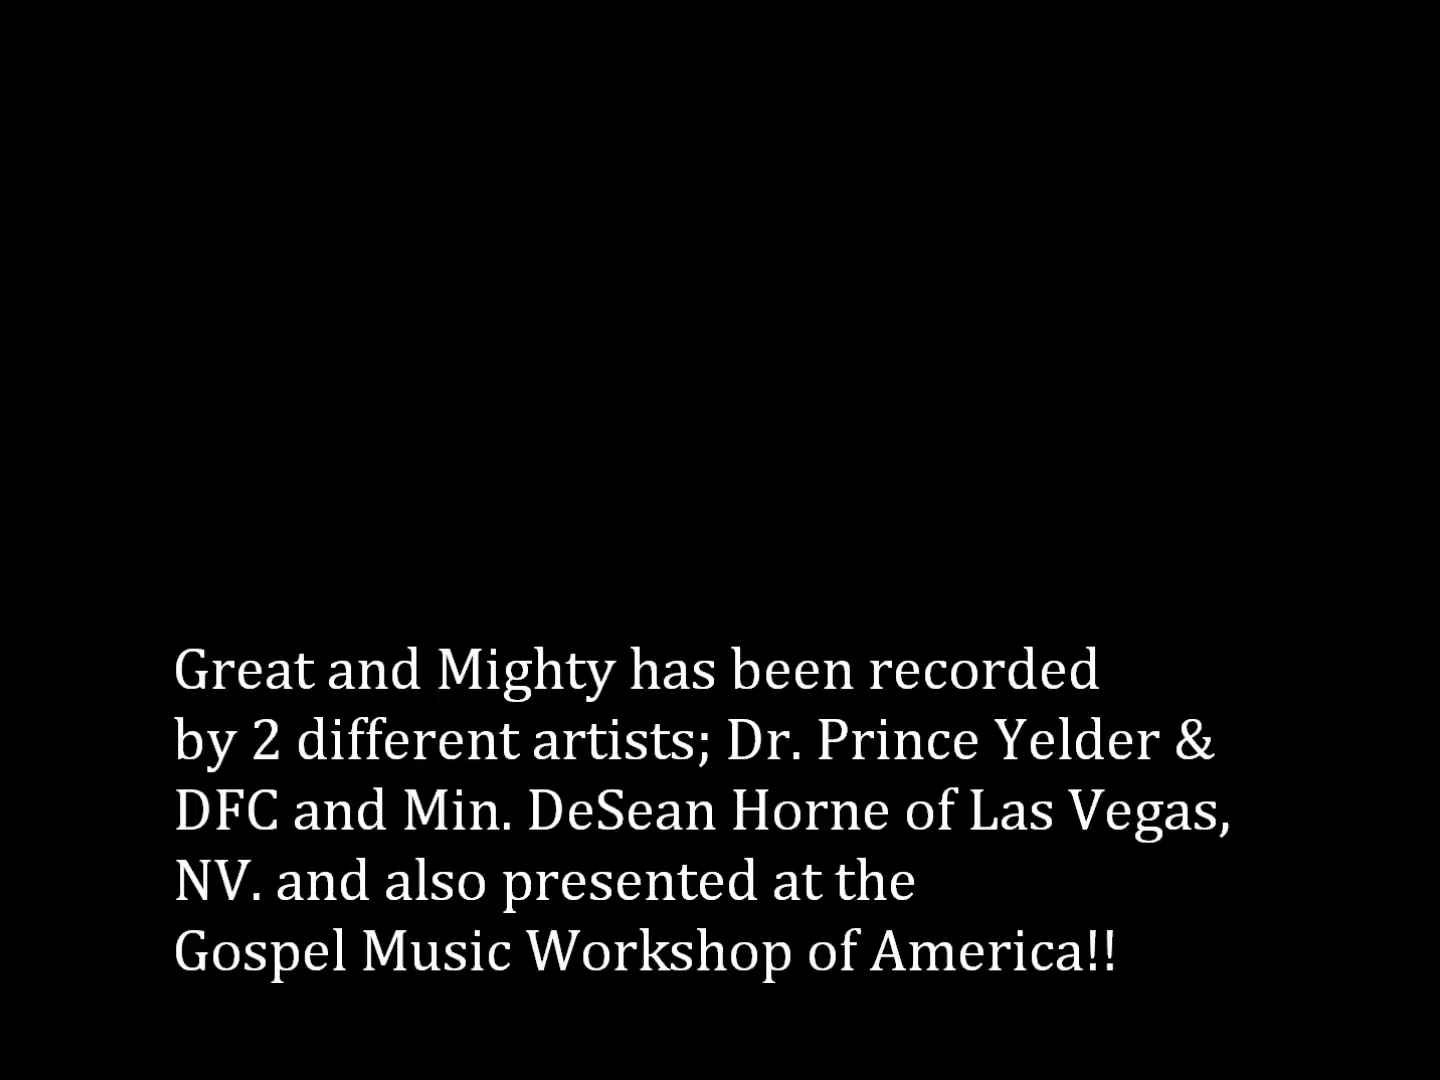 Great and Mighty has been recorded
by 2 different artists; Dr. Prince Yelder &
DFC and Min. DeSean Horne of Las Vegas,
NV. and also presented at the
Gospel Music Workshop of America!!